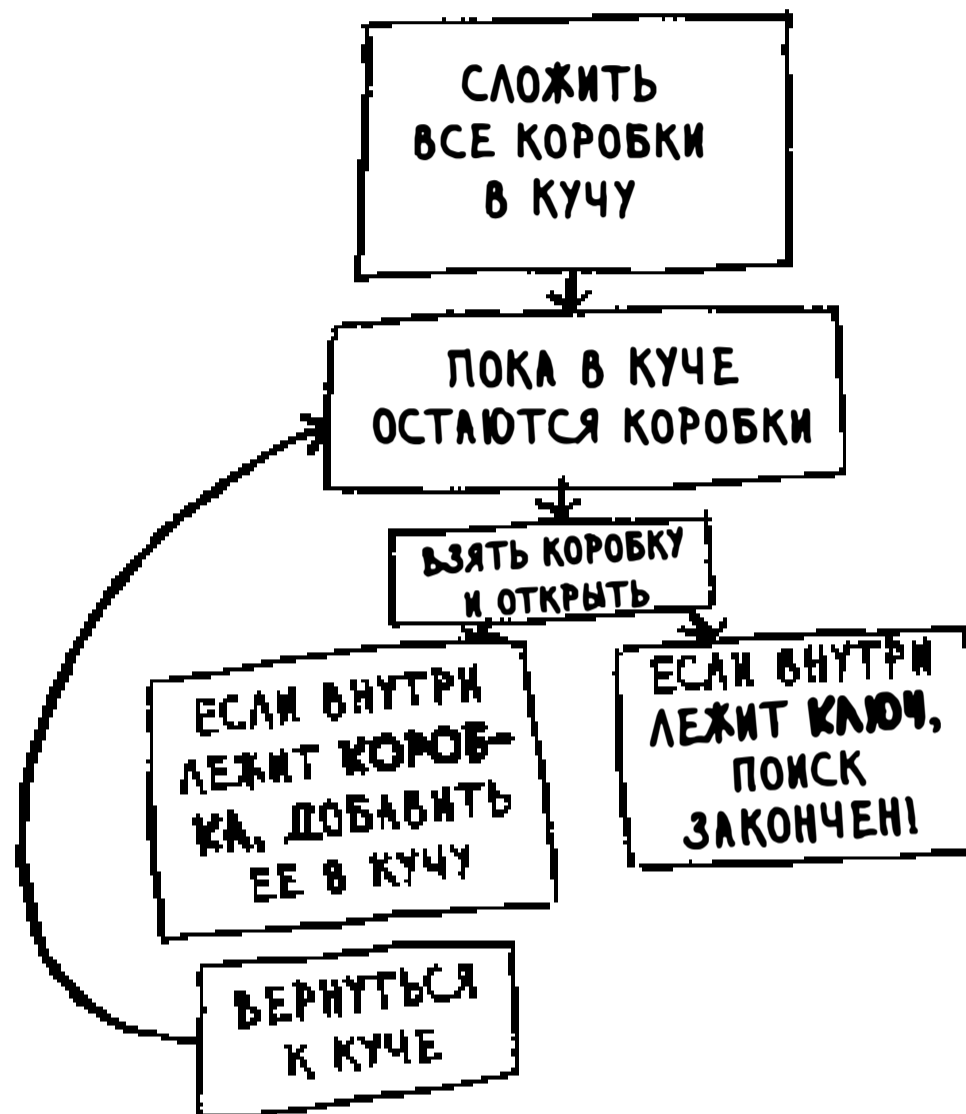 СЛОЖИТЬ
ВСЕ КОРОБКИ
В КУЧУ
ПОКА В КУЧЕ
ОСТАЮТСЯ КОРОБКИ
ВЗЯТЬ КОРОБКУ
И ОТКРЫТЬ
ЕСЛИ ВНУТРИ
ЛЕЖИТ КОРОБ-
КА, ДОБАВИТЬ
ЕЕ В КУЧУ
ЕСЛИ ВНУТРИ
ЛЕЖИТ КЛЮЧ,
ПОИСК
ЗАКОНЧЕН!
ВЕРНУТЬСЯ
К КУЧЕ